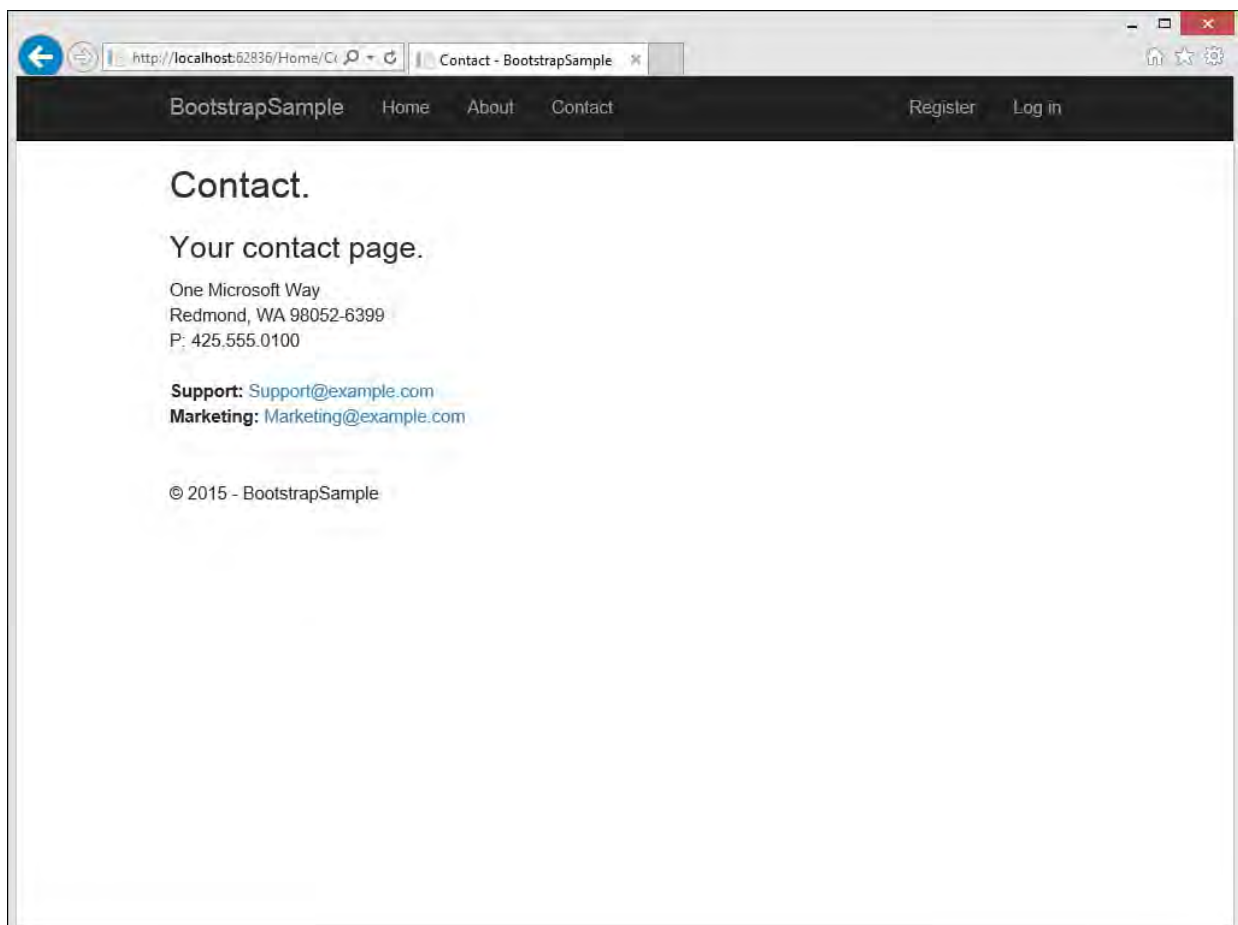 http://localhost:62836/Home/Co
Contact - BootstrapSample
BootstrapSample Home About Contact Register Log in
Contact.
Your contact page.
One Microsoft Way
Redmond, WA 98052-6399
P: 425.555.0100
Support: Support@example.com
Marketing: Marketing@example.com
© 2015 - BootstrapSample